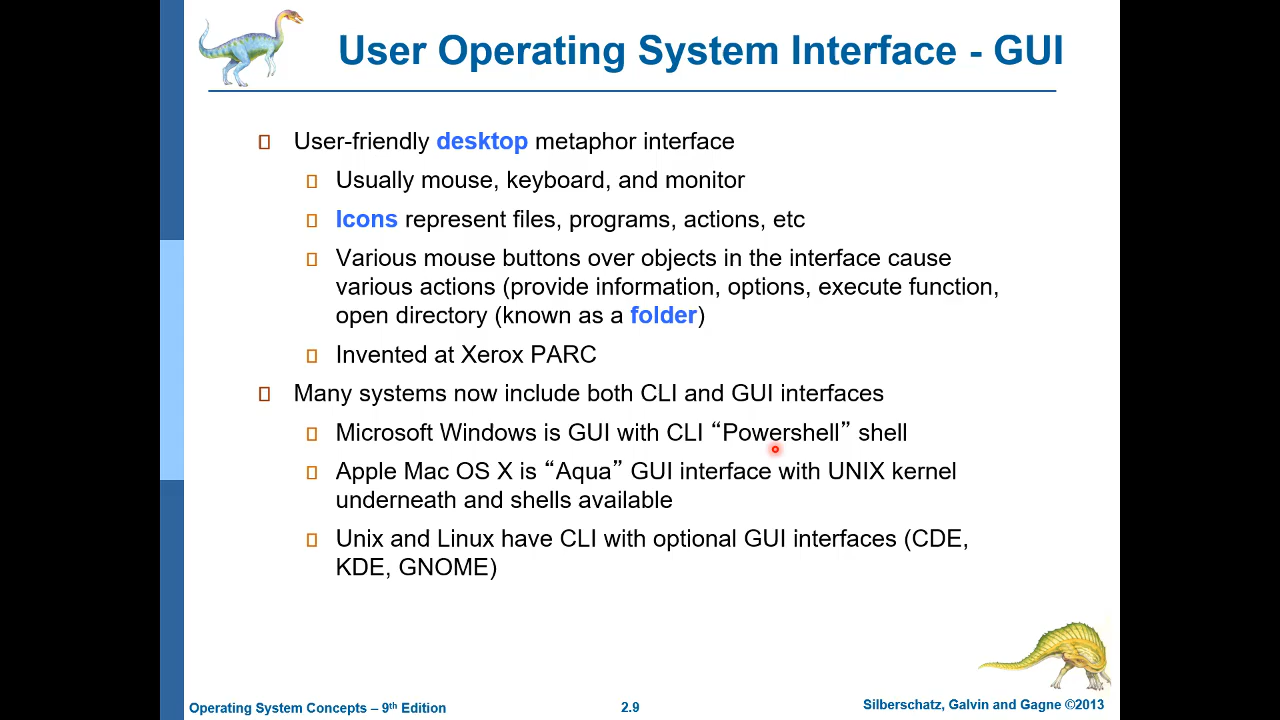 User Operating System Interface - GUI
User-friendly desktop metaphor interface
Usually mouse, keyboard, and monitor
Icons represent files, programs, actions, etc
Various mouse buttons over objects in the interface cause
various actions (provide information, options, execute function,
open directory (known as a folder)
Invented at Xerox PARC
Many systems now include both CLI and GUI interfaces
Microsoft Windows is GUI with CLI “Powershell” shell
Apple Mac OS X is “Aqua” GUI interface with UNIX kernel
underneath and shells available
Unix and Linux have CLI with optional GUI interfaces (CDE,
KDE, GNOME)
Operating System Concepts – 9th Edition
2.9
Silberschatz, Galvin and Gagne ©2013